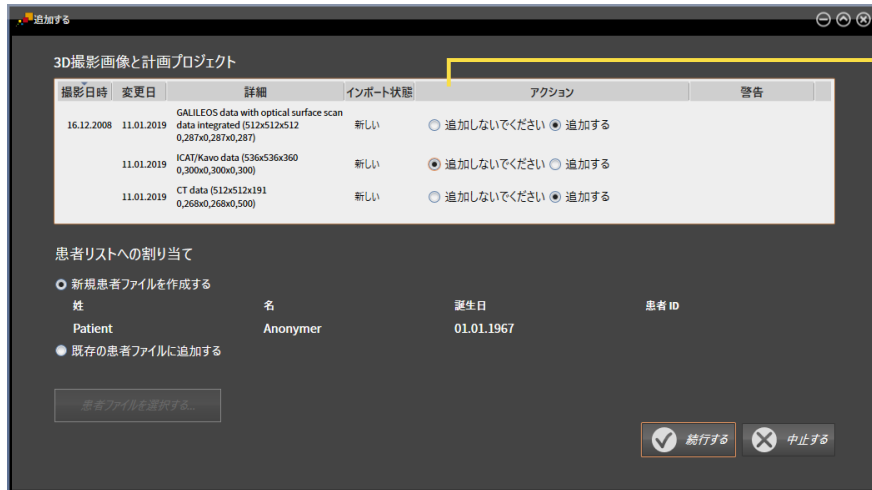 追加する
3D撮影画像と計画プロジェクト
撮影日時 変更日 詳細 インポート状態 アクション 警告
GALILEOS data with optical surface scan
16.12.2008 11.01.2019 data integrated (512x512x512 新しい 追加しないでください 追加する
0,287x0,287x0,287)
11.01.2019 ICAT/Kavo data (536x536x360 新しい 追加しないでください 追加する
0,300x0,300x0,300)
11.01.2019 CT data (512x512x191 新しい 追加しないでください 追加する
0,268x0,268x0,500)
患者リストへの割り当て
新規患者ファイルを作成する
姓 名 誕生日 患者 ID
Patient Anonymer 01.01.1967
既存の患者ファイルに追加する
患者ファイルを選択する...
続行する 中止する